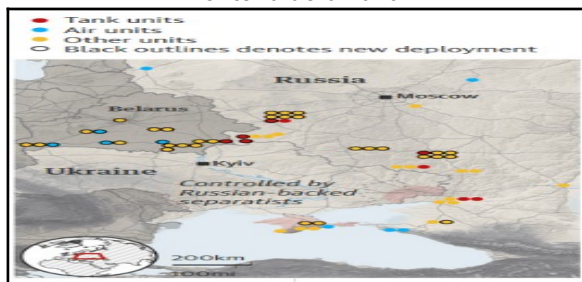 Tank units
Air units
Other units
Black outlines denotes new deployment
Russia
Moscow
Belarus
Kyiv
Ukraine
Controlled by
Russian-backed
separatists
200km
100mi